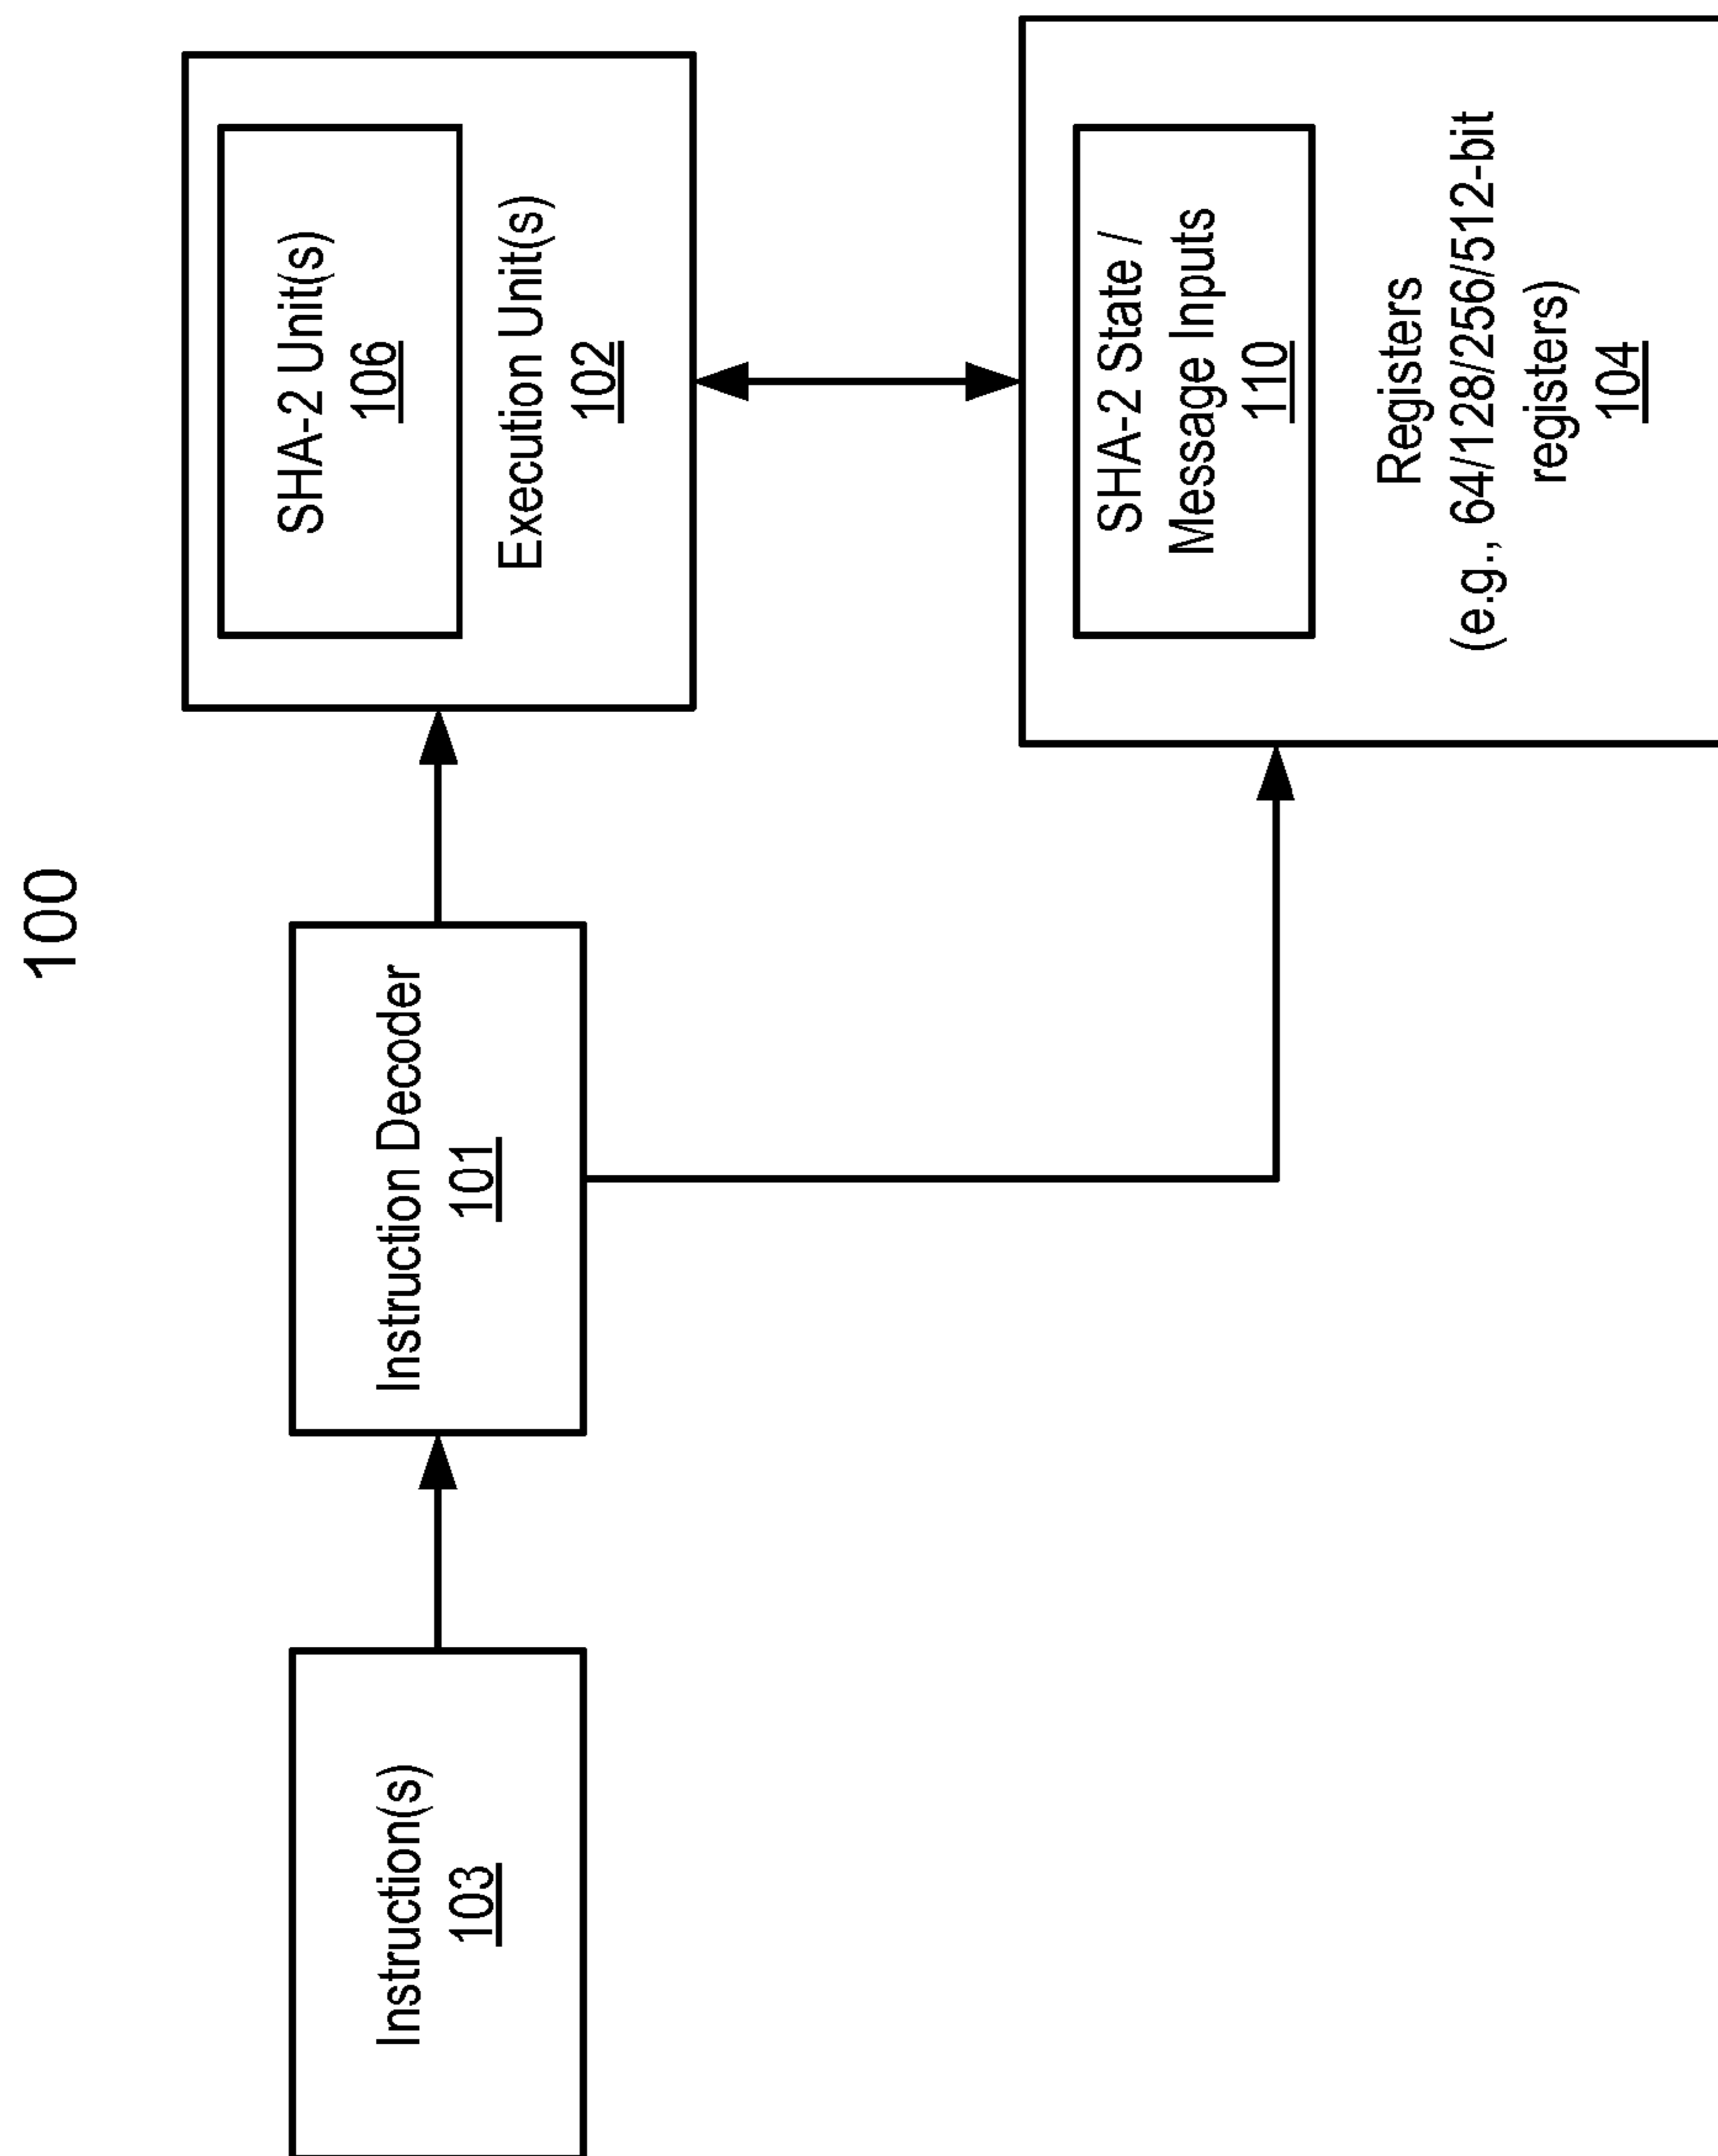 100
Instruction(s)
103
Instruction Decoder
101
SHA-2 Unit(s)
106
Execution Unit(s)
102
SHA-2 State /
Message Inputs
110
Registers
(e.g., 64/128/256/512-bit
registers)
104